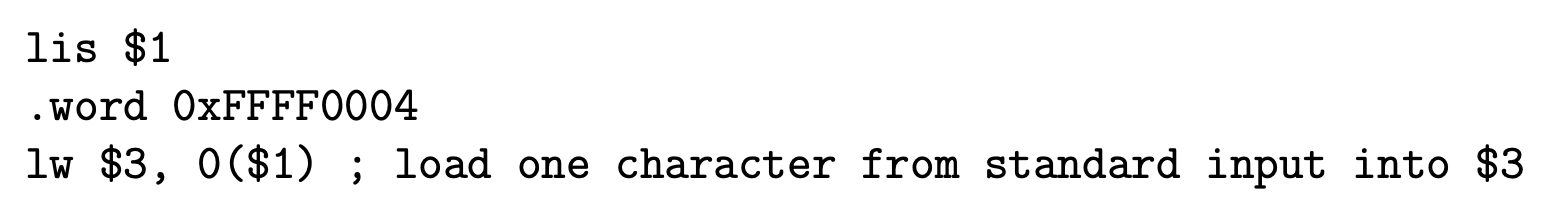 lis $1
.word 0xFFFF0004
lw $3, 0($1) ; load one character from standard input into $3